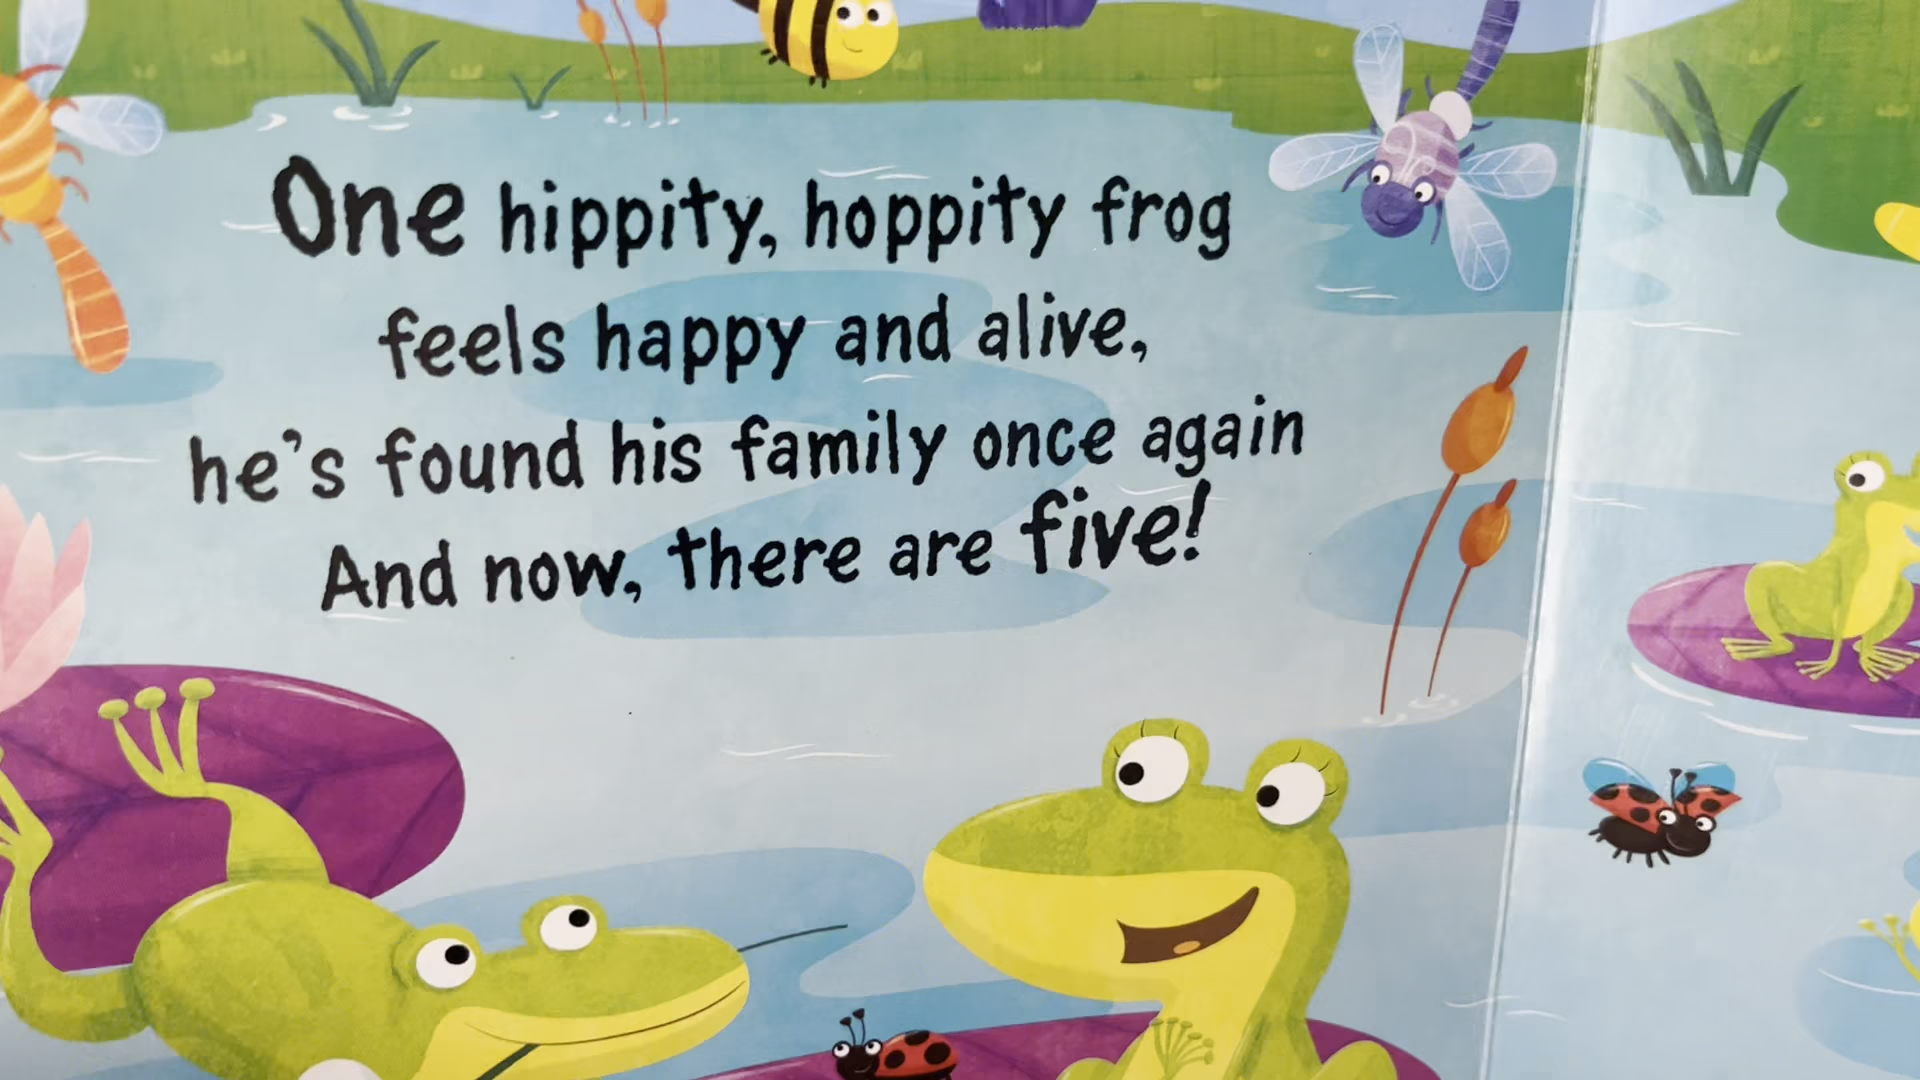 One hippity, hoppity frog
feels happy and alive,
he's found his family once again
And now, there are five!